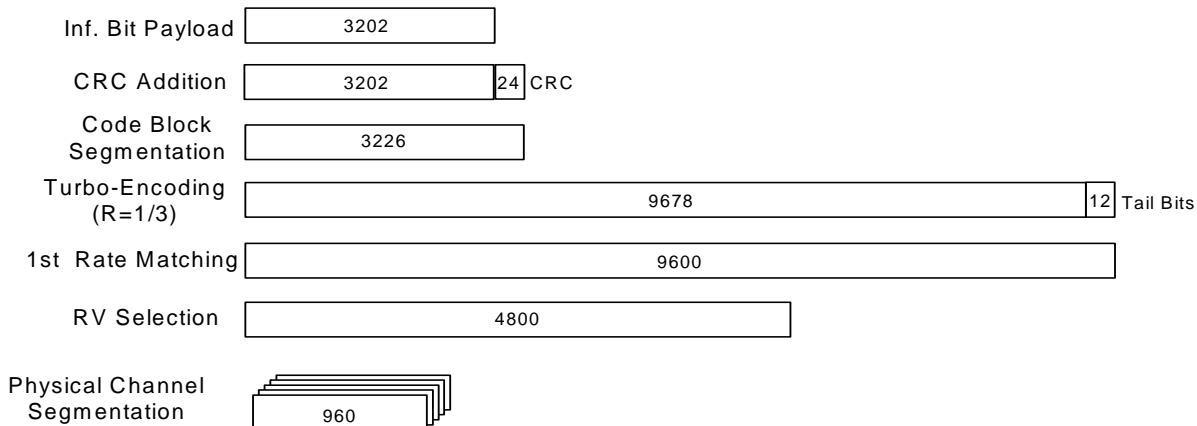 Inf. Bit Payload 3202
CRC Addition 3202 24 CRC
Code Block
Segmentation 3226
Turbo-Encoding
(R=1/3) 9678 12 Tail Bits
1st Rate Matching 9600
RV Selection 4800
Physical Channel
Segmentation 960